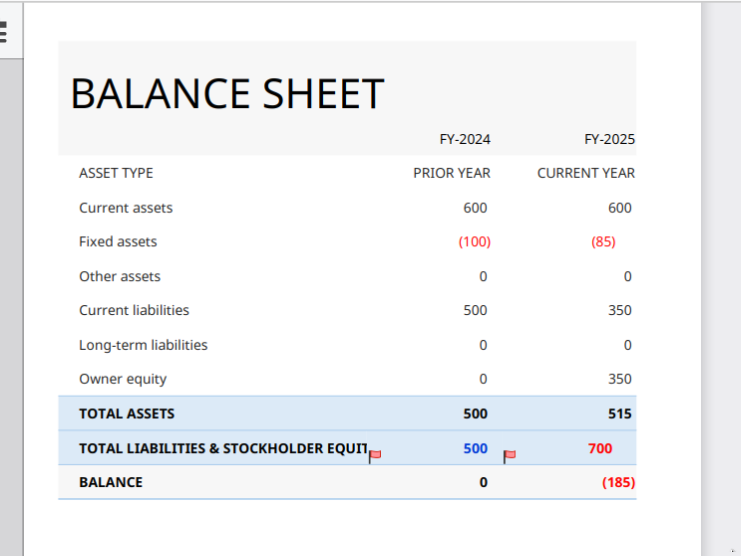 BALANCE SHEET
FY-2024 FY-2025
ASSET TYPE PRIOR YEAR CURRENT YEAR
Current assets 600 600
Fixed assets (100) (85)
Other assets 0 0
Current liabilities 500 350
Long-term liabilities 0 0
Owner equity 0 350
TOTAL ASSETS 500 515
TOTAL LIABILITIES & STOCKHOLDER EQUIT 500 700
BALANCE 0 (185)